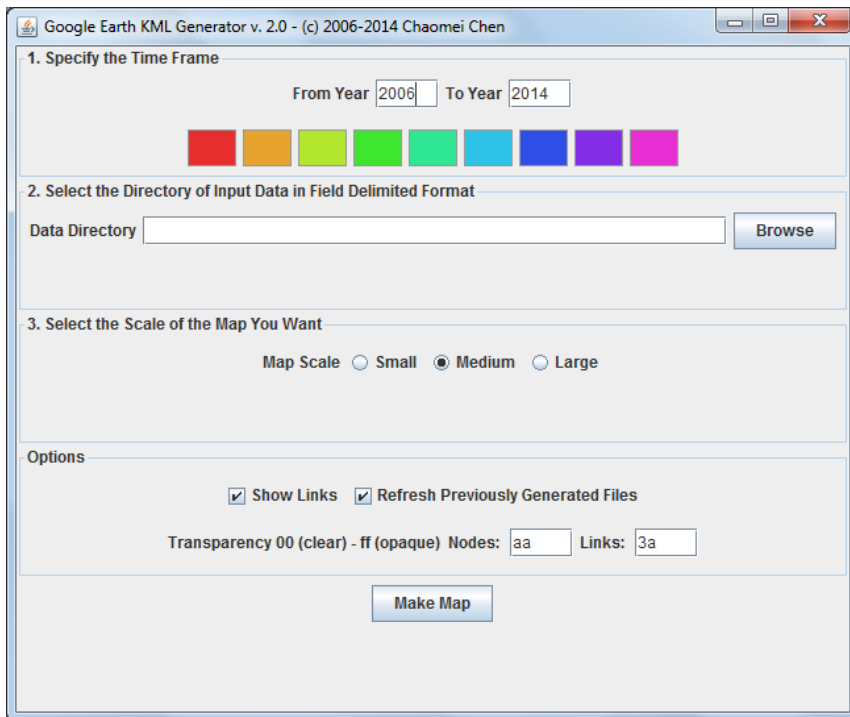 Google Earth KML Generator v. 2.0 - (c) 2006-2014 Chaomei Chen
1. Specify the Time Frame
From Year 2006 To Year 2014
2. Select the Directory of Input Data in Field Delimited Format
Data Directory Browse
3. Select the Scale of the Map You Want
Map Scale Small Medium Large
Options
Show Links Refresh Previously Generated Files
Transparency 00 (clear) - ff (opaque) Nodes: aa Links: 3a
Make Map